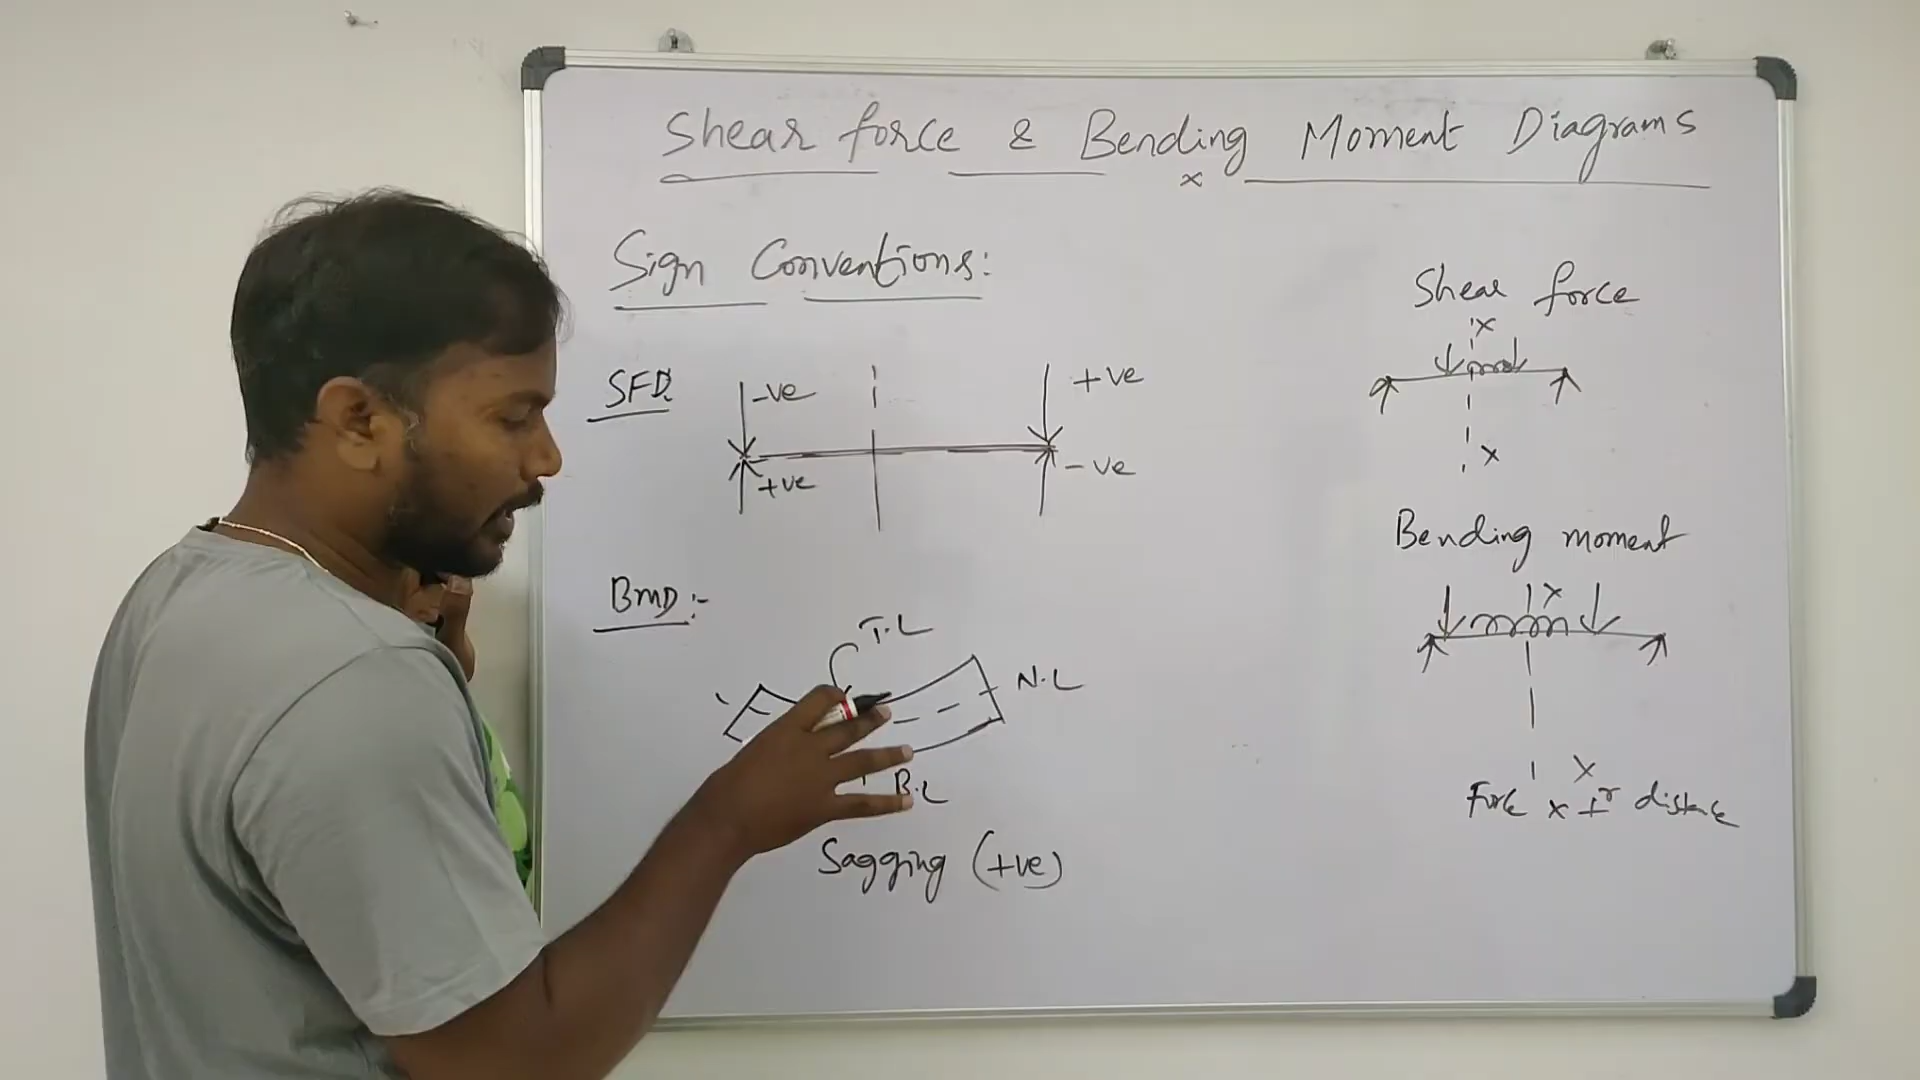 Shear force & Bending Moment Diagrams
x
Sign Conventions:
SFD:
-ve
+ve
+ve
-ve
BMD:-
T.L
N.L
B.L
Sagging (+ve)
Shear force
x
x
Bending moment
x
x
Force x ⊥r distance